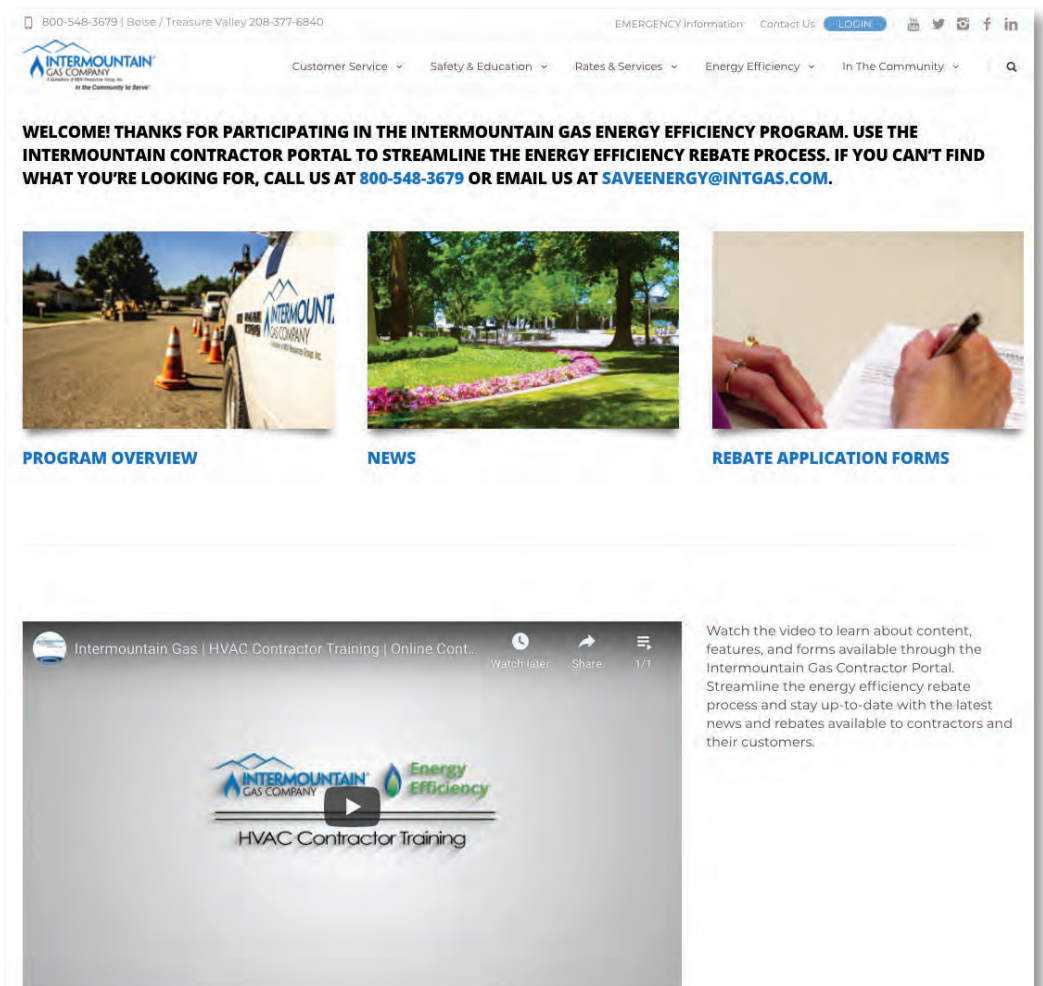 800-548-3679 | Boise / Treasure Valley 208-377-6840
EMERGENCY Information Contact Us LOGIN
INTERMOUNTAIN®
GAS COMPANY
A Subsidiary of MDU Resources Group, Inc.
In the Community to Serve®
Customer Service Safety & Education Rates & Services Energy Efficiency In The Community
WELCOME! THANKS FOR PARTICIPATING IN THE INTERMOUNTAIN GAS ENERGY EFFICIENCY PROGRAM. USE THE
INTERMOUNTAIN CONTRACTOR PORTAL TO STREAMLINE THE ENERGY EFFICIENCY REBATE PROCESS. IF YOU CAN'T FIND
WHAT YOU'RE LOOKING FOR, CALL US AT 800-548-3679 OR EMAIL US AT SAVEENERGY@INTGAS.COM.
INTERMOUNT
GAS COMPANY
PROGRAM OVERVIEW
NEWS
REBATE APPLICATION FORMS
Intermountain Gas | HVAC Contractor Training | Online Cont...
Watch later Share 1/1
INTERMOUNTAIN®
GAS COMPANY
Energy
Efficiency
HVAC Contractor Training
Watch the video to learn about content,
features, and forms available through the
Intermountain Gas Contractor Portal.
Streamline the energy efficiency rebate
process and stay up-to-date with the latest
news and rebates available to contractors and
their customers.